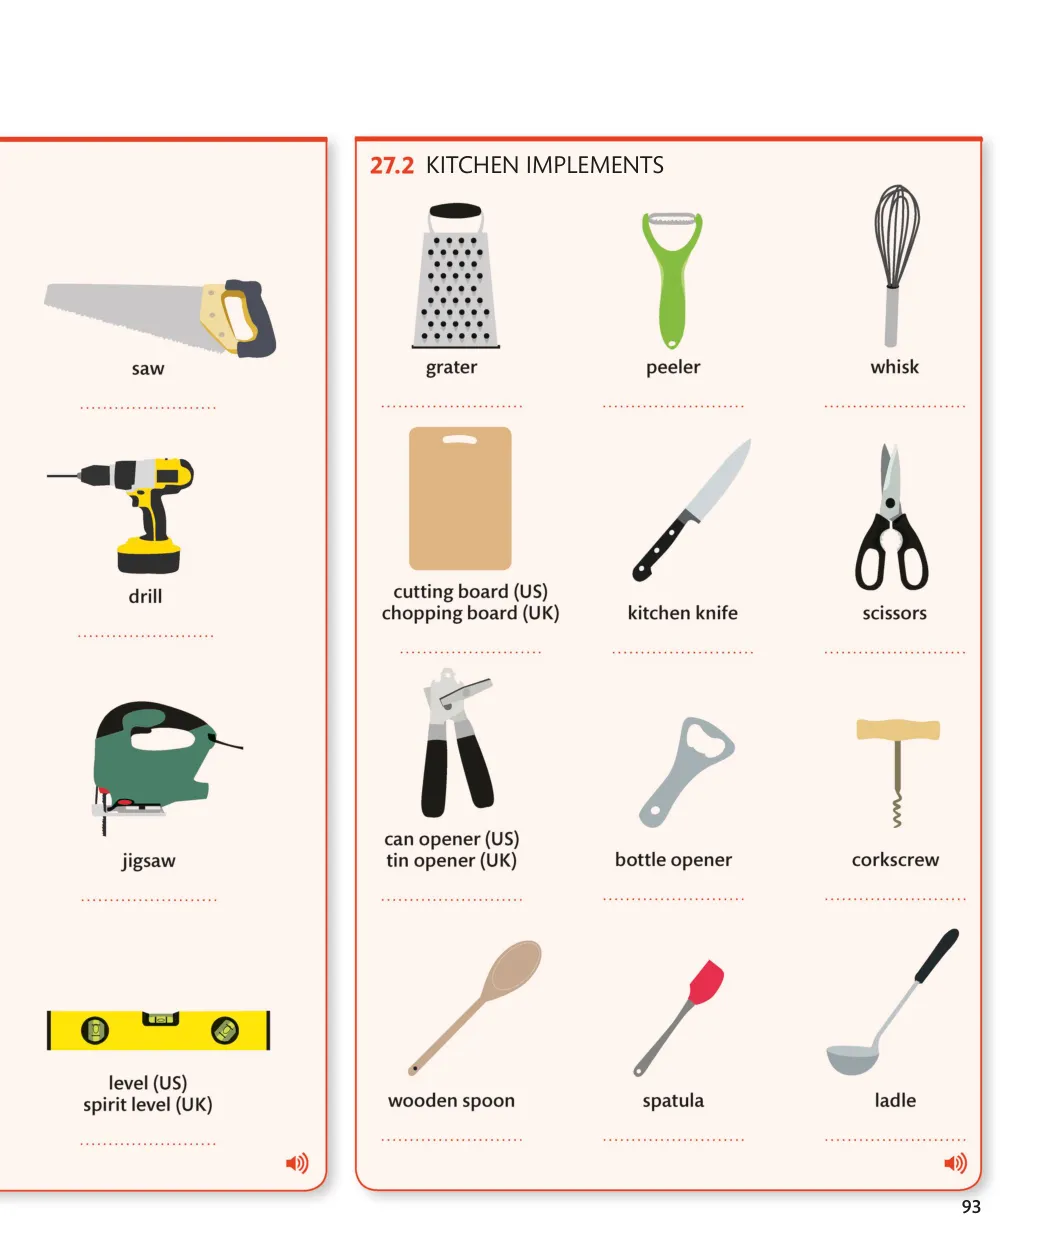 saw
drill
jigsaw
level (US)
spirit level (UK)
27.2 KITCHEN IMPLEMENTS
grater
peeler
whisk
cutting board (US)
chopping board (UK)
kitchen knife
scissors
can opener (US)
tin opener (UK)
bottle opener
corkscrew
wooden spoon
spatula
ladle
93